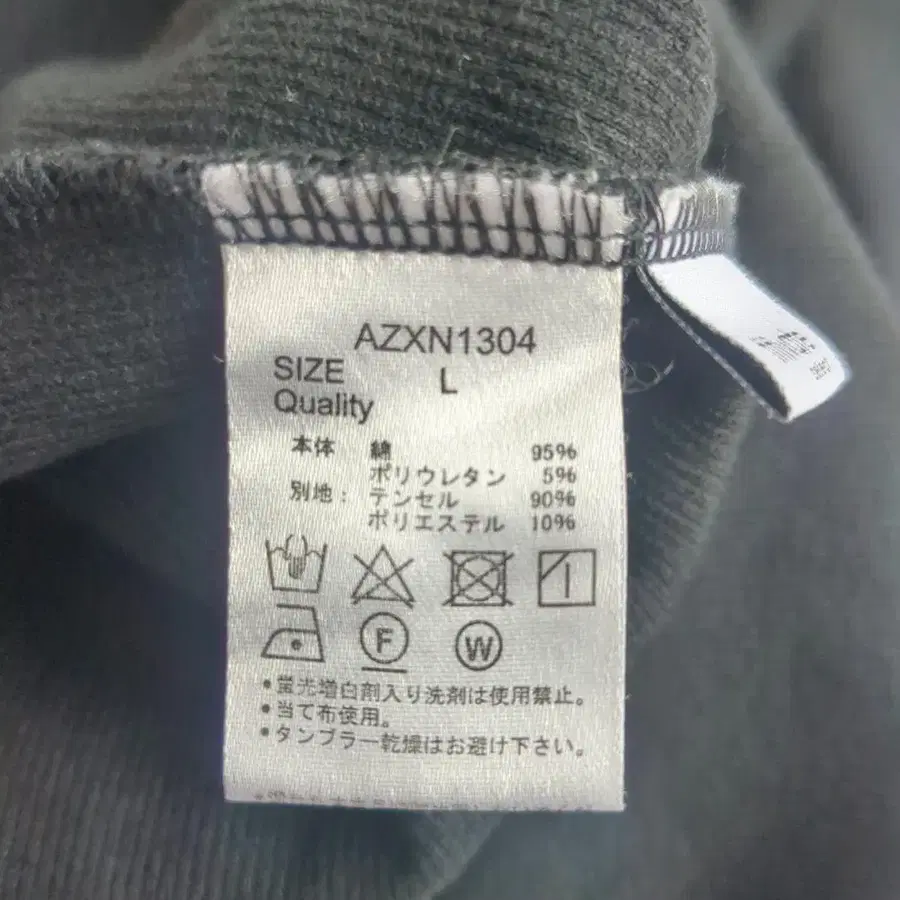 AZXN1304
SIZE L
Quality
本体 綿 95%
ポリウレタン 5%
別地: テンセル 90%
ポリエステル 10%
F W
•蛍光増白剤入り洗剤は使用禁止。
•当て布使用。
•タンブラー乾燥はお避け下さい。